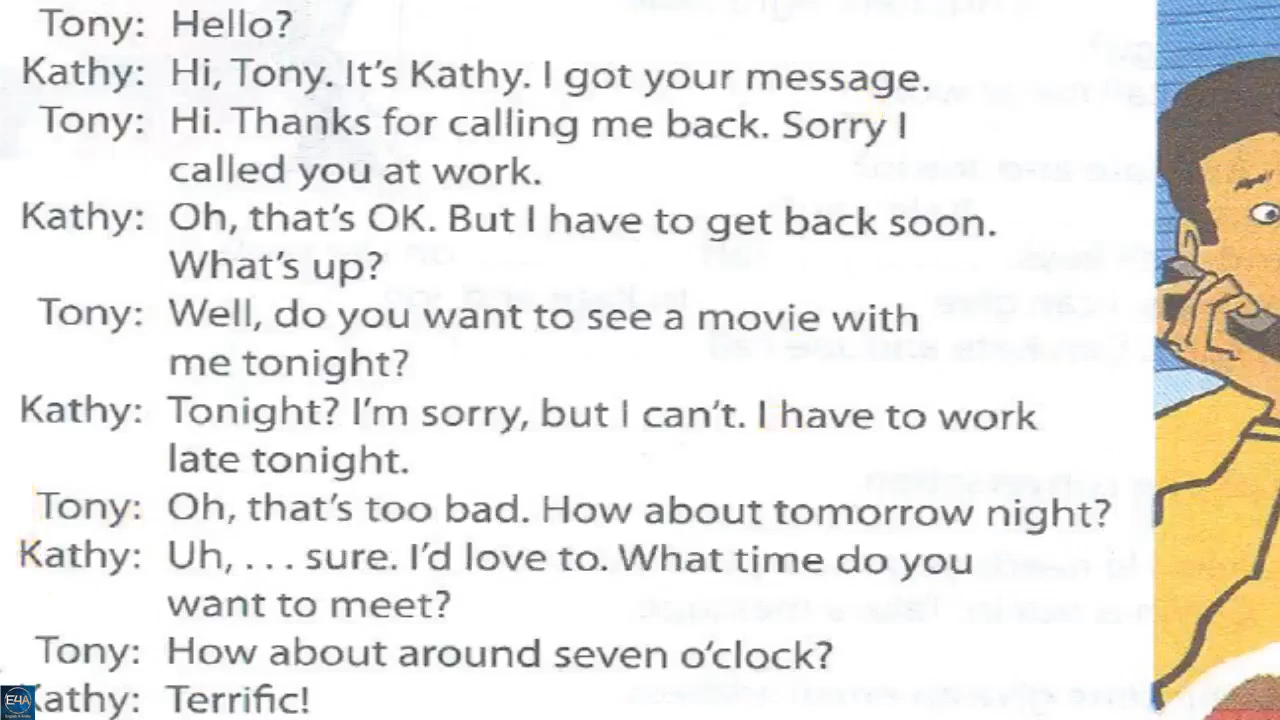 Tony: Hello?
Kathy: Hi, Tony. It's Kathy. I got your message.
Tony: Hi. Thanks for calling me back. Sorry I
called you at work.
Kathy: Oh, that's OK. But I have to get back soon.
What's up?
Tony: Well, do you want to see a movie with
me tonight?
Kathy: Tonight? I'm sorry, but I can't. I have to work
late tonight.
Tony: Oh, that's too bad. How about tomorrow night?
Kathy: Uh, . . . sure. I'd love to. What time do you
want to meet?
Tony: How about around seven o'clock?
Kathy: Terrific!
E4A